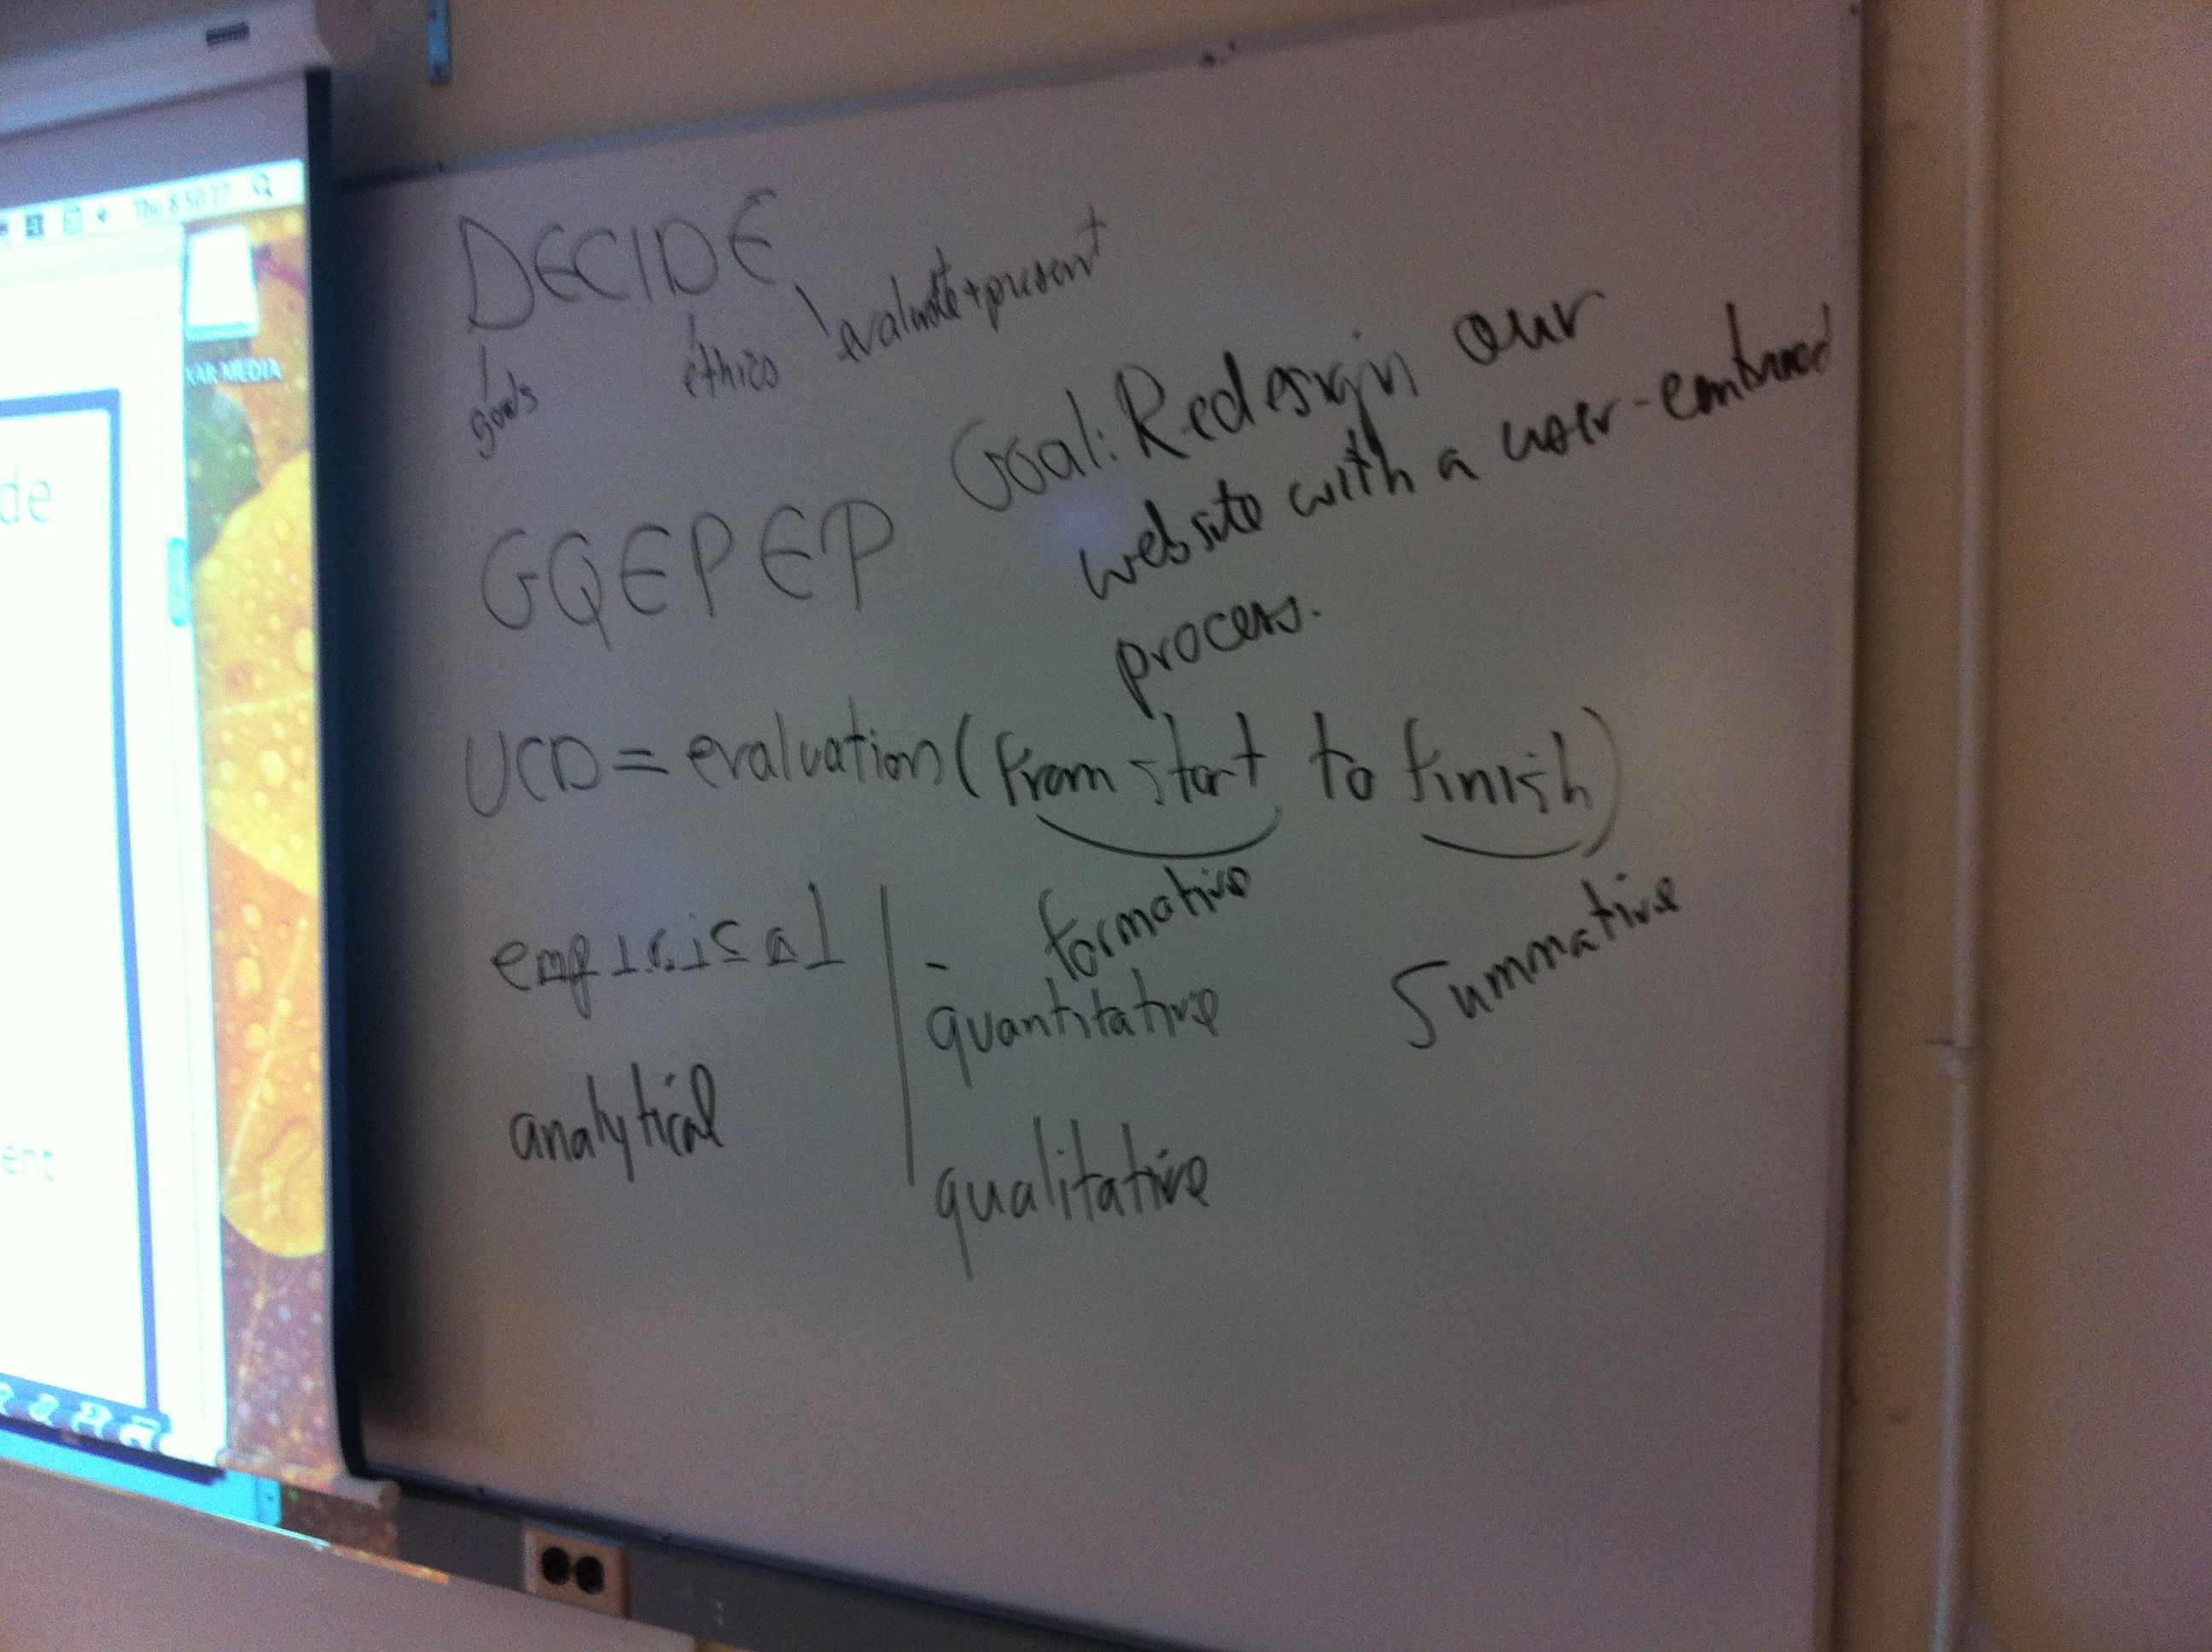 Thu 8:50:17
XAR MEDIA
de
ent
DECIDE
goals
ethics
evaluate + present
GQEPEP
Goal: Redesign our
website with a user-centered
process.
UCD = evaluation (from start to finish)
formative
summative
empirical
- quantitative
analytical
qualitative